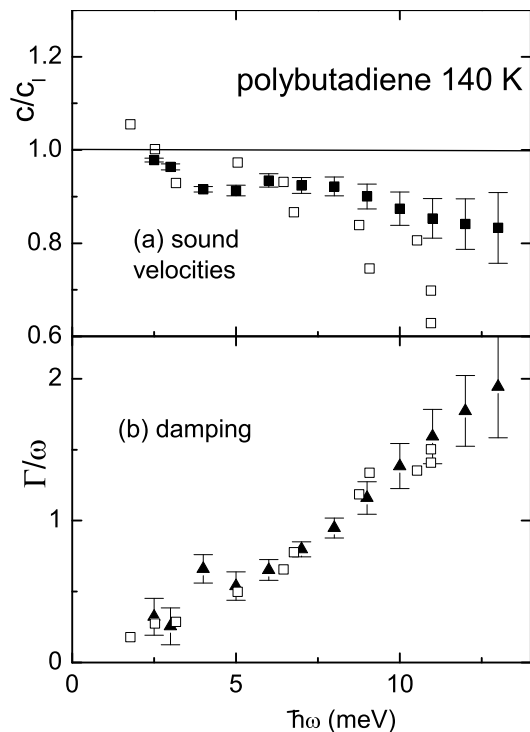 1.2
1.0
0.8
0.6
c/cₗ
polybutadiene 140 K
(a) sound
velocities
2
1
0
Γ/ω
(b) damping
0 5 10
ħω (meV)